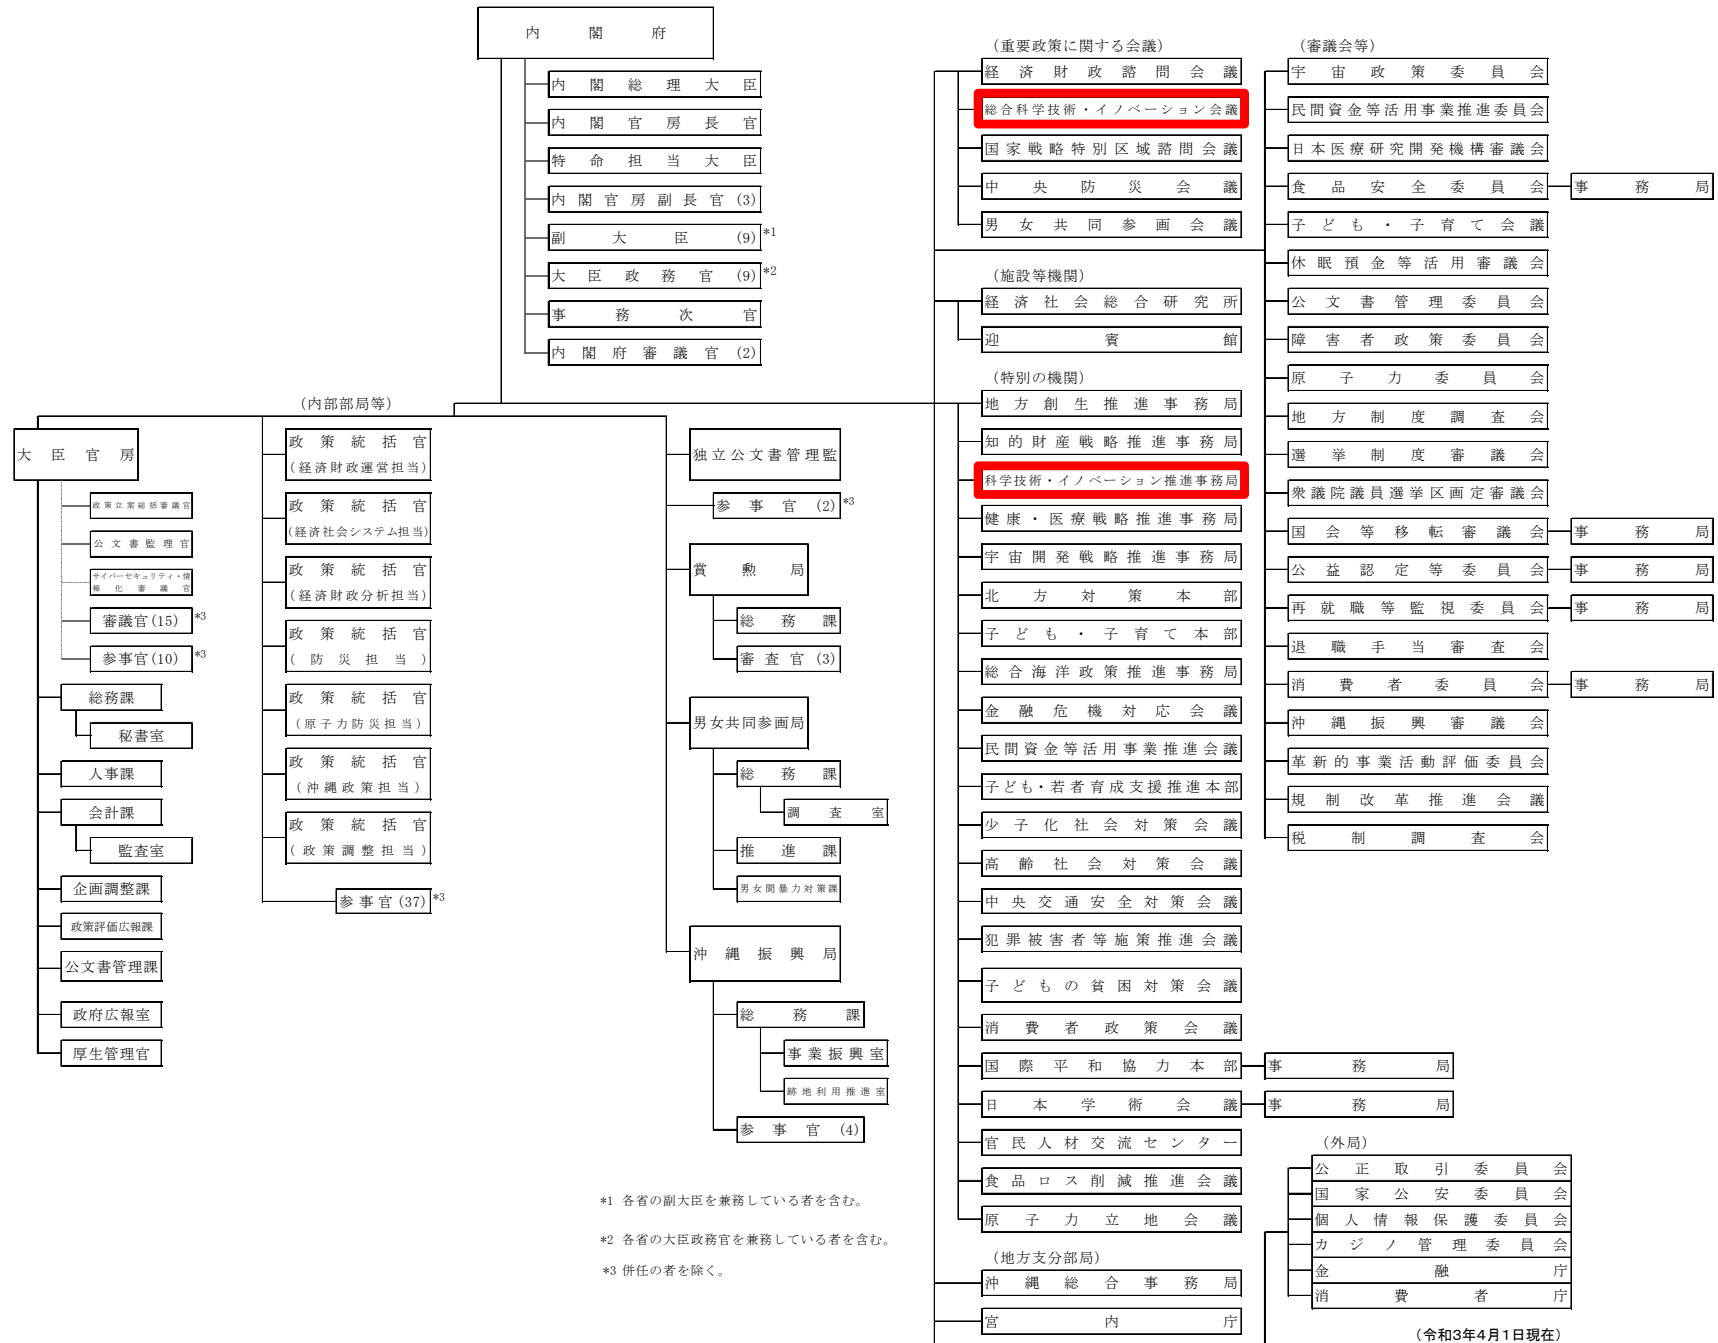 内閣府
内閣総理大臣
内閣官房長官
特命担当大臣
内閣官房副長官(3)
副大臣(9) *1
大臣政務官(9) *2
事務次官
内閣府審議官(2)
(内部部局等)
大臣官房
政策立案総括審議官
公文書監理官
サイバーセキュリティ・情
報化審議官
審議官(15) *3
参事官(10) *3
総務課
秘書室
人事課
会計課
監査室
企画調整課
政策評価広報課
公文書管理課
政府広報室
厚生管理官
政策統括官
(経済財政運営担当)
政策統括官
(経済社会システム担当)
政策統括官
(経済財政分析担当)
政策統括官
(防災担当)
政策統括官
(原子力防災担当)
政策統括官
(沖縄政策担当)
政策統括官
(政策調整担当)
参事官(37) *3
独立公文書管理監
参事官(2) *3
賞勲局
総務課
審査官(3)
男女共同参画局
総務課
調査室
推進課
男女間暴力対策課
沖縄振興局
総務課
事業振興室
跡地利用推進室
参事官(4)
*1 各省の副大臣を兼務している者を含む。
*2 各省の大臣政務官を兼務している者を含む。
*3 併任の者を除く。
(重要政策に関する会議)
経済財政諮問会議
総合科学技術・イノベーション会議
国家戦略特別区域諮問会議
中央防災会議
男女共同参画会議
(施設等機関)
経済社会総合研究所
迎賓館
(特別の機関)
地方創生推進事務局
知的財産戦略推進事務局
科学技術・イノベーション推進事務局
健康・医療戦略推進事務局
宇宙開発戦略推進事務局
北方対策本部
子ども・子育て本部
総合海洋政策推進事務局
金融危機対応会議
民間資金等活用事業推進会議
子ども・若者育成支援推進本部
少子化社会対策会議
高齢社会対策会議
中央交通安全対策会議
犯罪被害者等施策推進会議
子どもの貧困対策会議
消費者政策会議
国際平和協力本部 事務局
日本学術会議 事務局
官民人材交流センター
食品ロス削減推進会議
原子力立地会議
(地方支分部局)
沖縄総合事務局
宮内庁
(審議会等)
宇宙政策委員会
民間資金等活用事業推進委員会
日本医療研究開発機構審議会
食品安全委員会 事務局
子ども・子育て会議
休眠預金等活用審議会
公文書管理委員会
障害者政策委員会
原子力委員会
地方制度調査会
選挙制度審議会
衆議院議員選挙区画定審議会
国会等移転審議会 事務局
公益認定等委員会 事務局
再就職等監視委員会 事務局
退職手当審査会
消費者委員会 事務局
沖縄振興審議会
革新的事業活動評価委員会
規制改革推進会議
税制調査会
(外局)
公正取引委員会
国家公安委員会
個人情報保護委員会
カジノ管理委員会
金融庁
消費者庁
(令和3年4月1日現在)